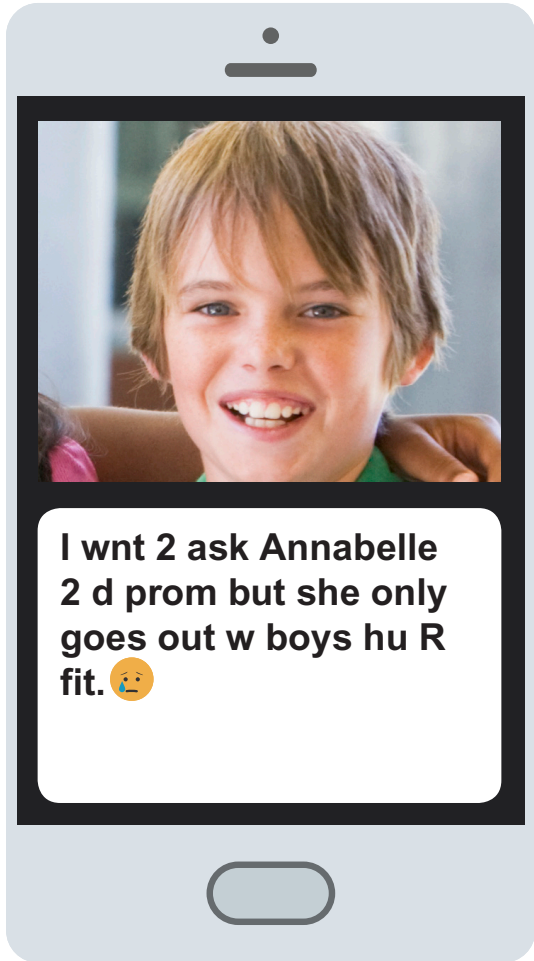 I wnt 2 ask Annabelle
2 d prom but she only
goes out w boys hu R
fit.😢